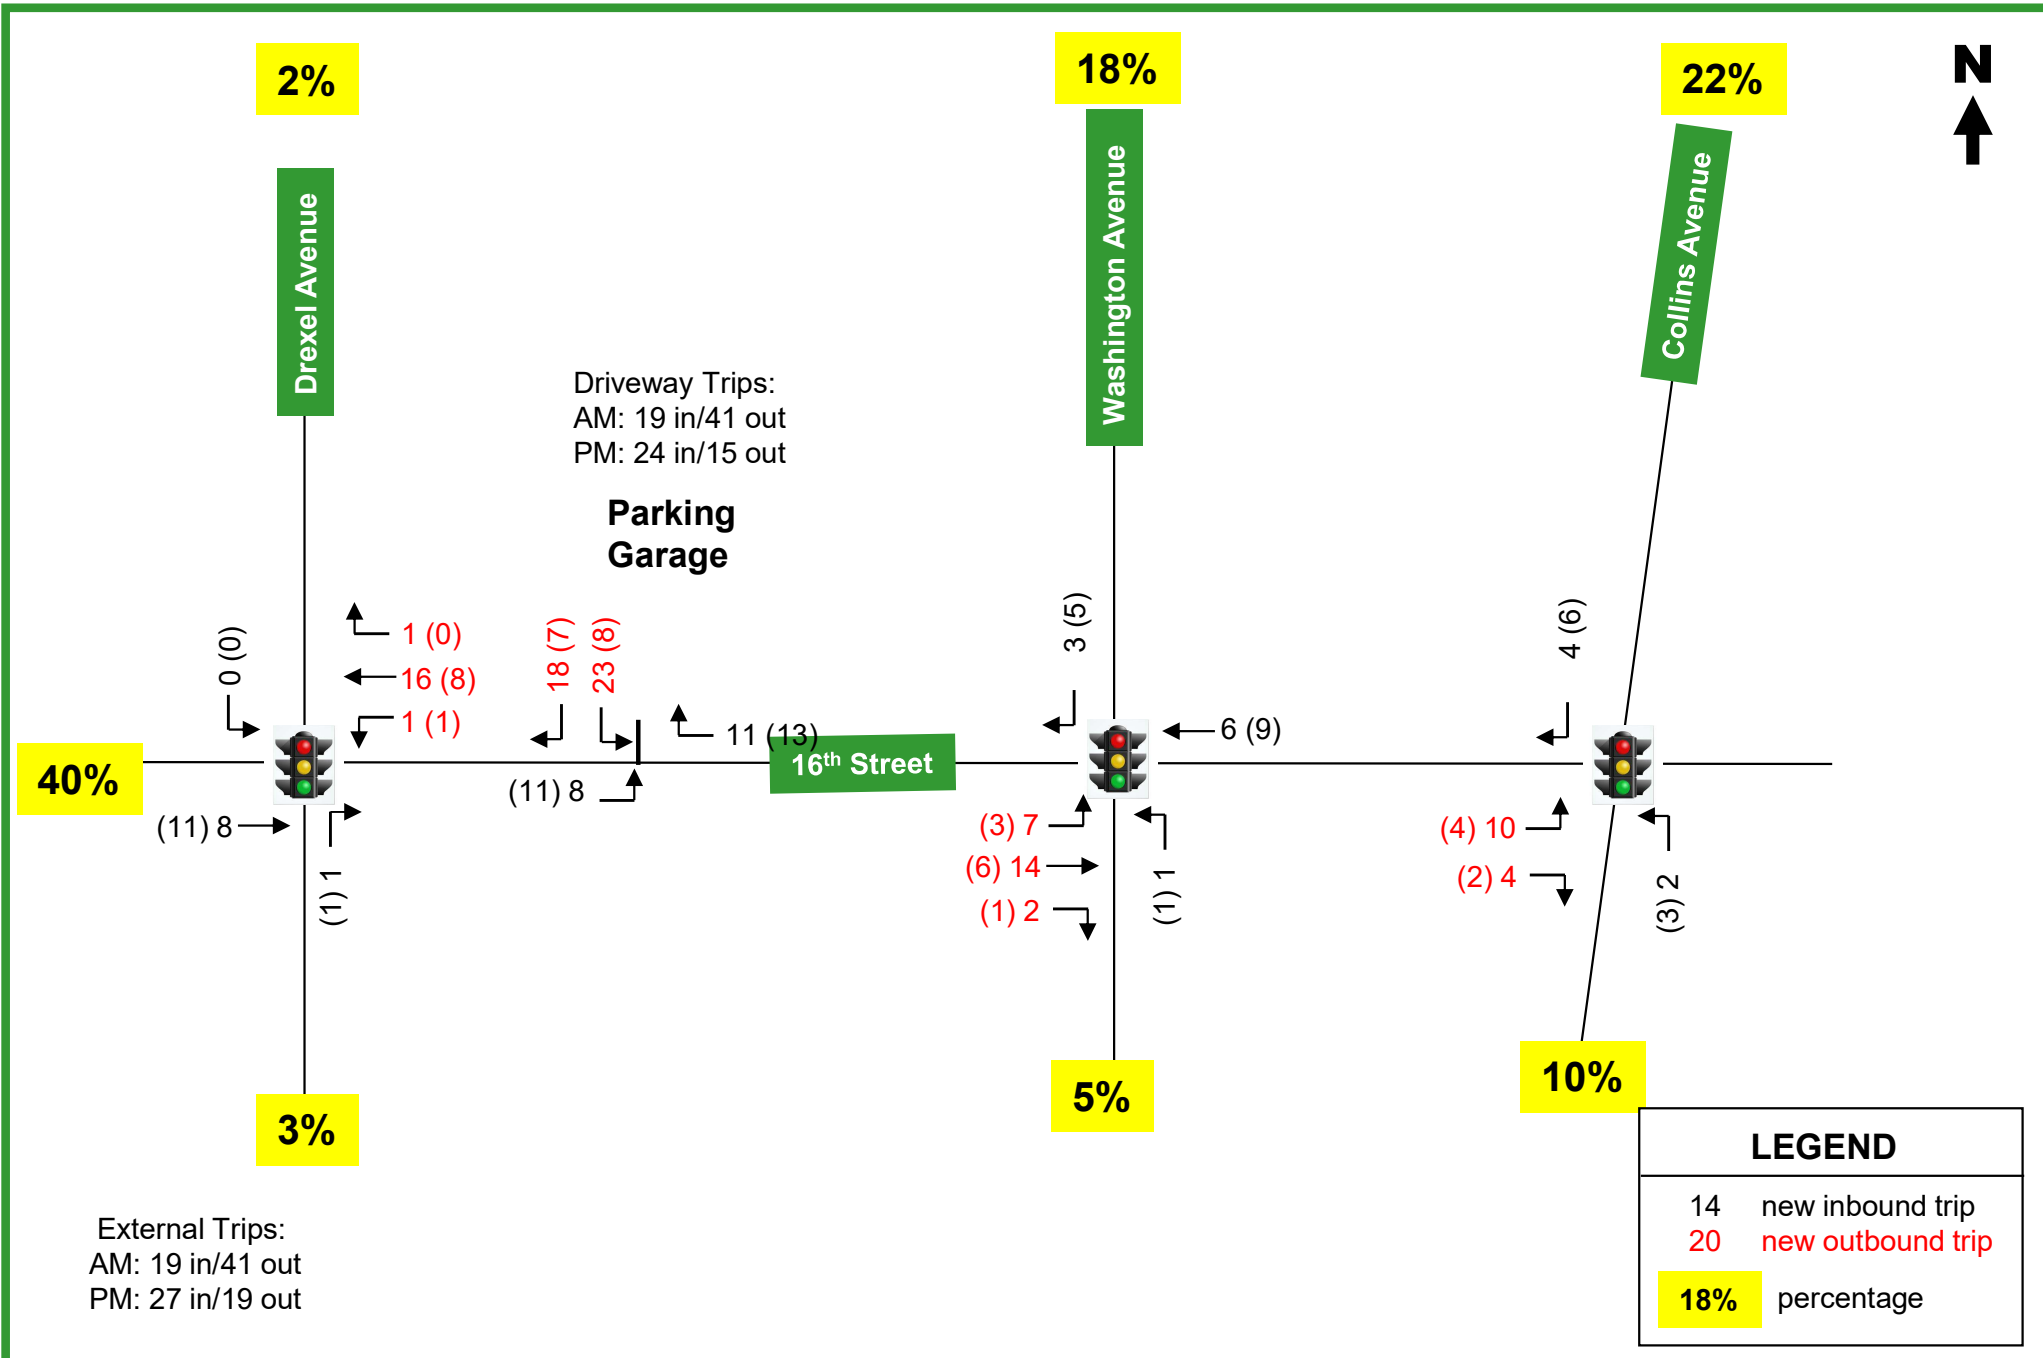 2%
18%
22%
N
Drexel Avenue
Washington Avenue
Collins Avenue
Driveway Trips:
AM: 19 in/41 out
PM: 24 in/15 out
Parking
Garage
0 (0)
1 (0)
16 (8)
1 (1)
18 (7)
23 (8)
11 (13)
3 (5)
6 (9)
4 (6)
40%
16th Street
(11) 8
(1) 1
(11) 8
(3) 7
(6) 14
(1) 2
(1) 1
(4) 10
(2) 4
(3) 2
3%
5%
10%
External Trips:
AM: 19 in/41 out
PM: 27 in/19 out
LEGEND
14 new inbound trip
20 new outbound trip
18% percentage